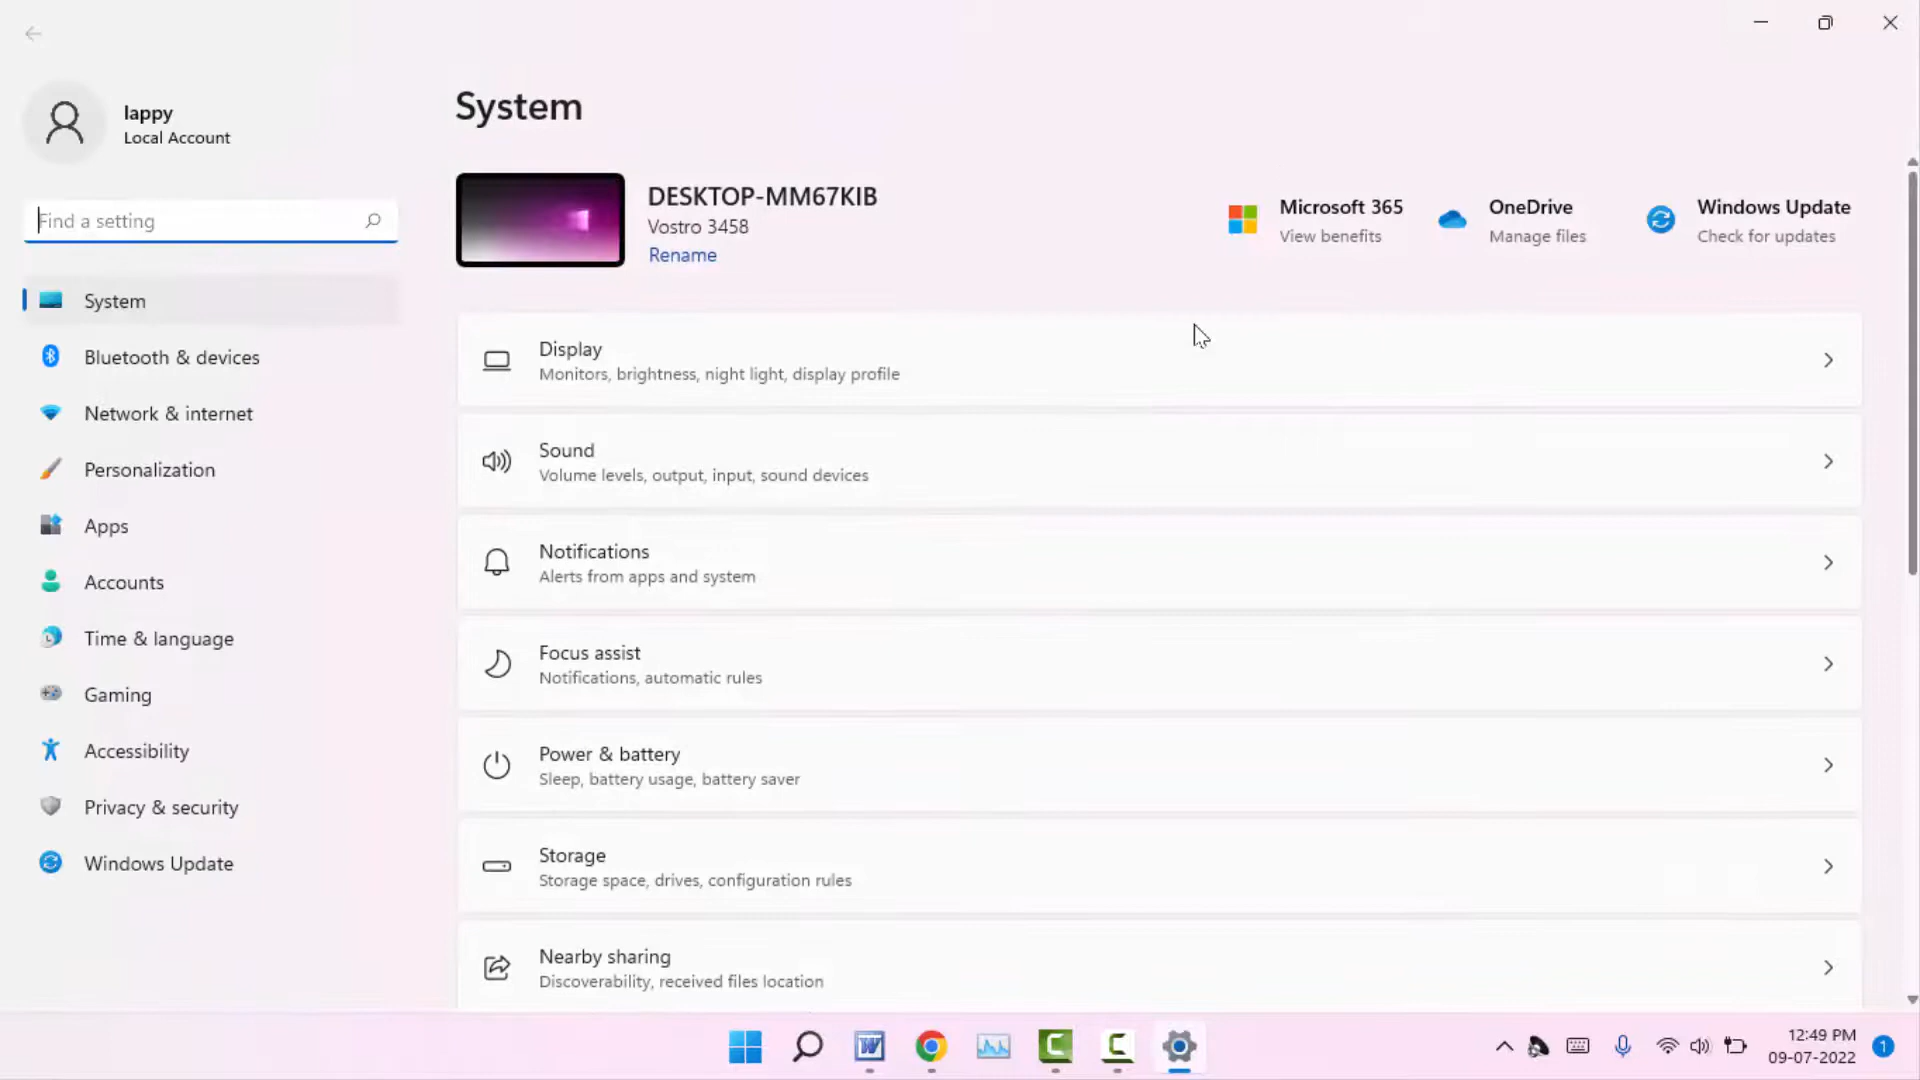 lappy
Local Account
Find a setting
System
Bluetooth & devices
Network & internet
Personalization
Apps
Accounts
Time & language
Gaming
Accessibility
Privacy & security
Windows Update
System
DESKTOP-MM67KIB
Vostro 3458
Rename
Microsoft 365
View benefits
OneDrive
Manage files
Windows Update
Check for updates
Display
Monitors, brightness, night light, display profile
Sound
Volume levels, output, input, sound devices
Notifications
Alerts from apps and system
Focus assist
Notifications, automatic rules
Power & battery
Sleep, battery usage, battery saver
Storage
Storage space, drives, configuration rules
Nearby sharing
Discoverability, received files location
12:49 PM
09-07-2022
1